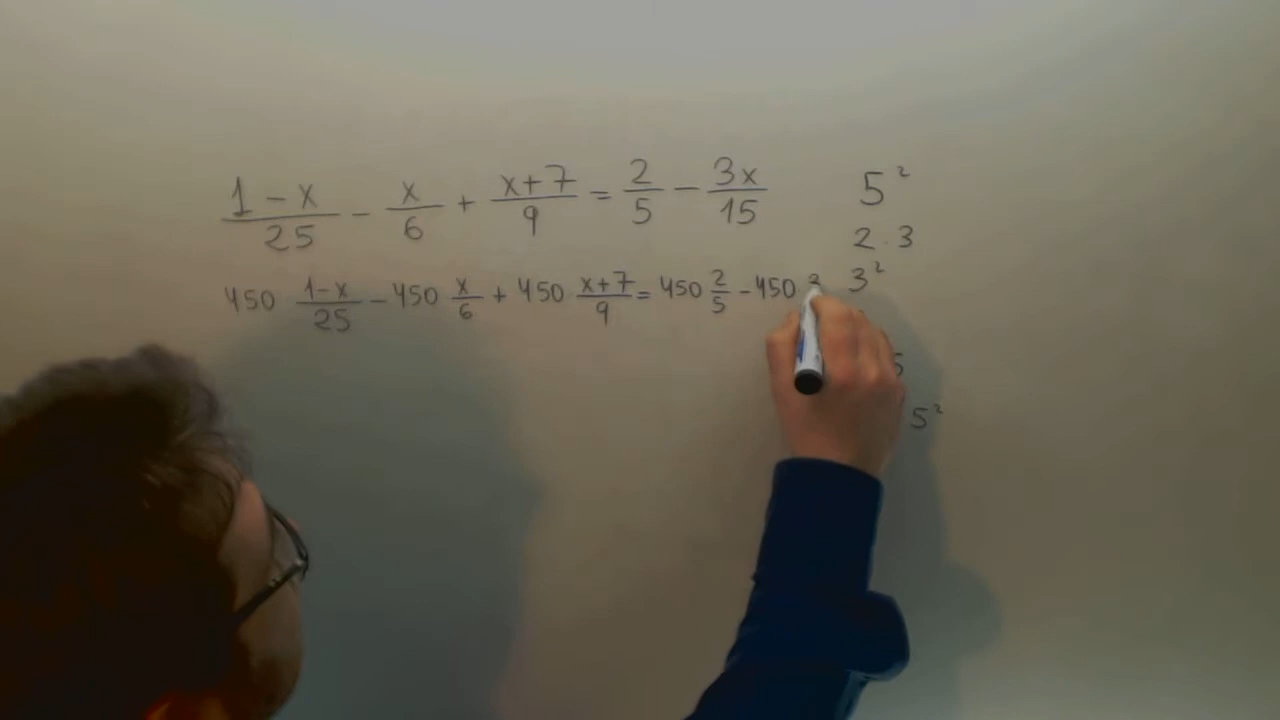 1-x/25 - x/6 + x+7/9 = 2/5 - 3x/15
450 1-x/25 - 450 x/6 + 450 x+7/9 = 450 2/5 - 450
5²
2·3
3²
5
5²